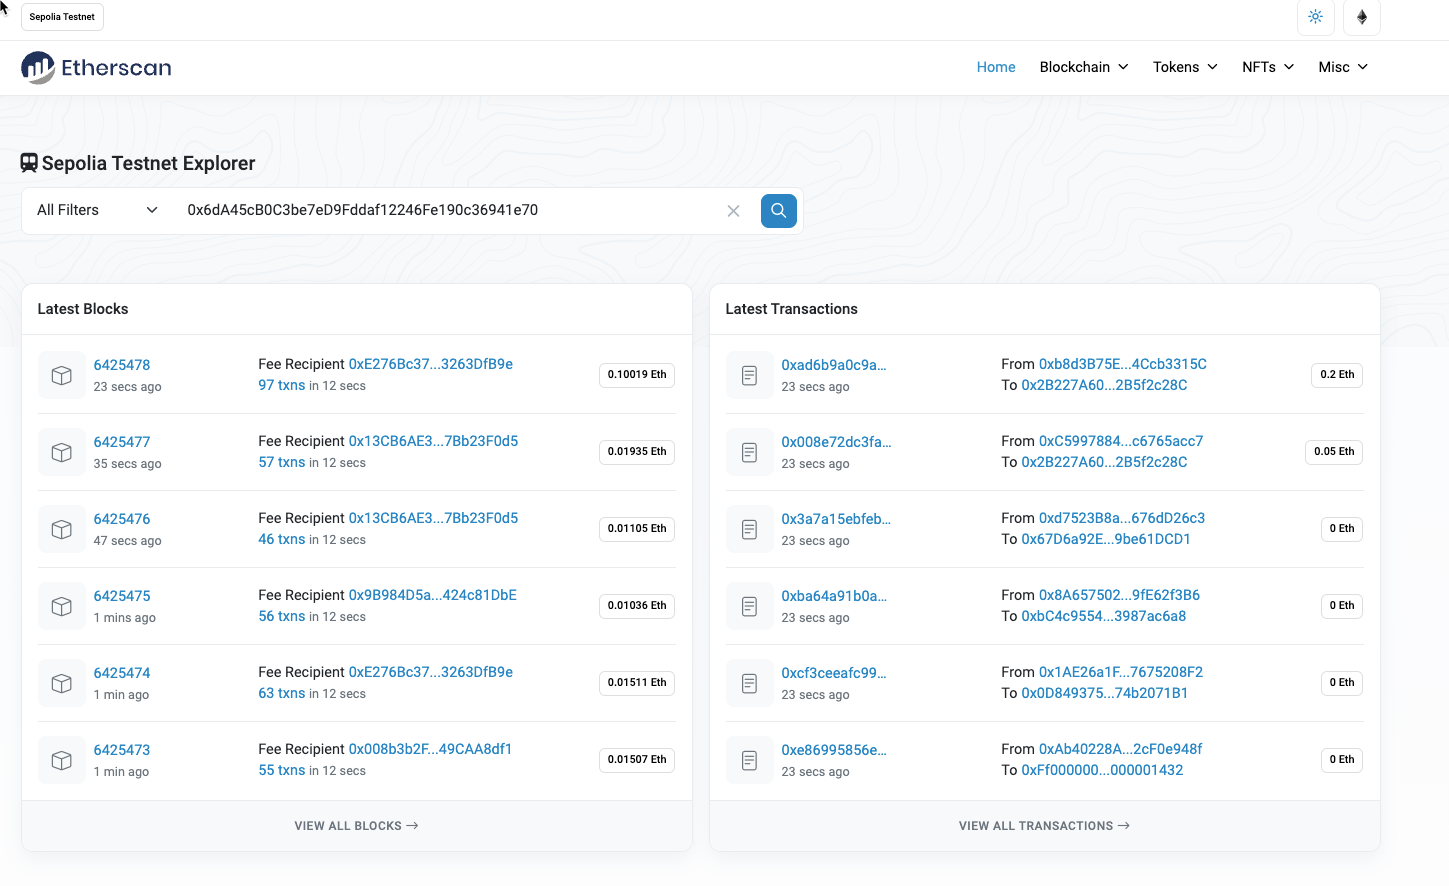 Sepolia Testnet
Etherscan
Home Blockchain Tokens NFTs Misc
Sepolia Testnet Explorer
All Filters 0x6dA45cB0C3be7eD9Fddaf12246Fe190c36941e70
Latest Blocks
6425478 Fee Recipient 0xE276Bc37...3263DfB9e 0.10019 Eth
23 secs ago 97 txns in 12 secs
6425477 Fee Recipient 0x13CB6AE3...7Bb23F0d5 0.01935 Eth
35 secs ago 57 txns in 12 secs
6425476 Fee Recipient 0x13CB6AE3...7Bb23F0d5 0.01105 Eth
47 secs ago 46 txns in 12 secs
6425475 Fee Recipient 0x9B984D5a...424c81DbE 0.01036 Eth
1 mins ago 56 txns in 12 secs
6425474 Fee Recipient 0xE276Bc37...3263DfB9e 0.01511 Eth
1 min ago 63 txns in 12 secs
6425473 Fee Recipient 0x008b3b2F...49CAA8df1 0.01507 Eth
1 min ago 55 txns in 12 secs
VIEW ALL BLOCKS →
Latest Transactions
0xad6b9a0c9a... From 0xb8d3B75E...4Ccb3315C 0.2 Eth
23 secs ago To 0x2B227A60...2B5f2c28C
0x008e72dc3fa... From 0xC5997884...c6765acc7 0.05 Eth
23 secs ago To 0x2B227A60...2B5f2c28C
0x3a7a15ebfeb... From 0xd7523B8a...676dD26c3 0 Eth
23 secs ago To 0x67D6a92E...9be61DCD1
0xba64a91b0a... From 0x8A657502...9fE62f3B6 0 Eth
23 secs ago To 0xbC4c9554...3987ac6a8
0xcf3ceeafc99... From 0x1AE26a1F...7675208F2 0 Eth
23 secs ago To 0x0D849375...74b2071B1
0xe86995856e... From 0xAb40228A...2cF0e948f 0 Eth
23 secs ago To 0xFf000000...000001432
VIEW ALL TRANSACTIONS →